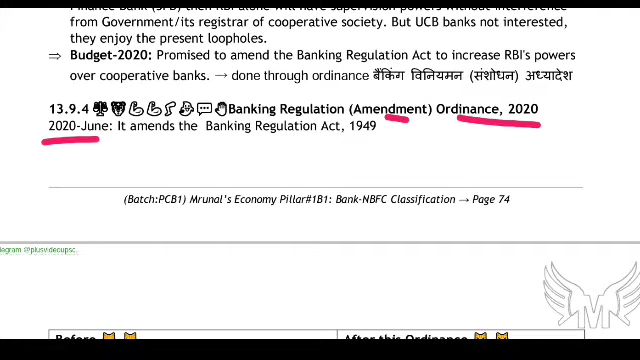 Finance Bank (SFB) then RBI alone will have supervision powers without interference
from Government/its registrar of cooperative society. But UCB banks not interested,
they enjoy the present loopholes.
⇒ Budget-2020: Promised to amend the Banking Regulation Act to increase RBI's powers
over cooperative banks. → done through ordinance बैंकिंग विनियमन (संशोधन) अध्यादेश
13.9.4 Banking Regulation (Amendment) Ordinance, 2020
2020-June: It amends the Banking Regulation Act, 1949
(Batch:PCB1) Mrunal's Economy Pillar#1B1: Bank-NBFC Classification → Page 74
legram @plusvideoupsc
Before After this Ordinance